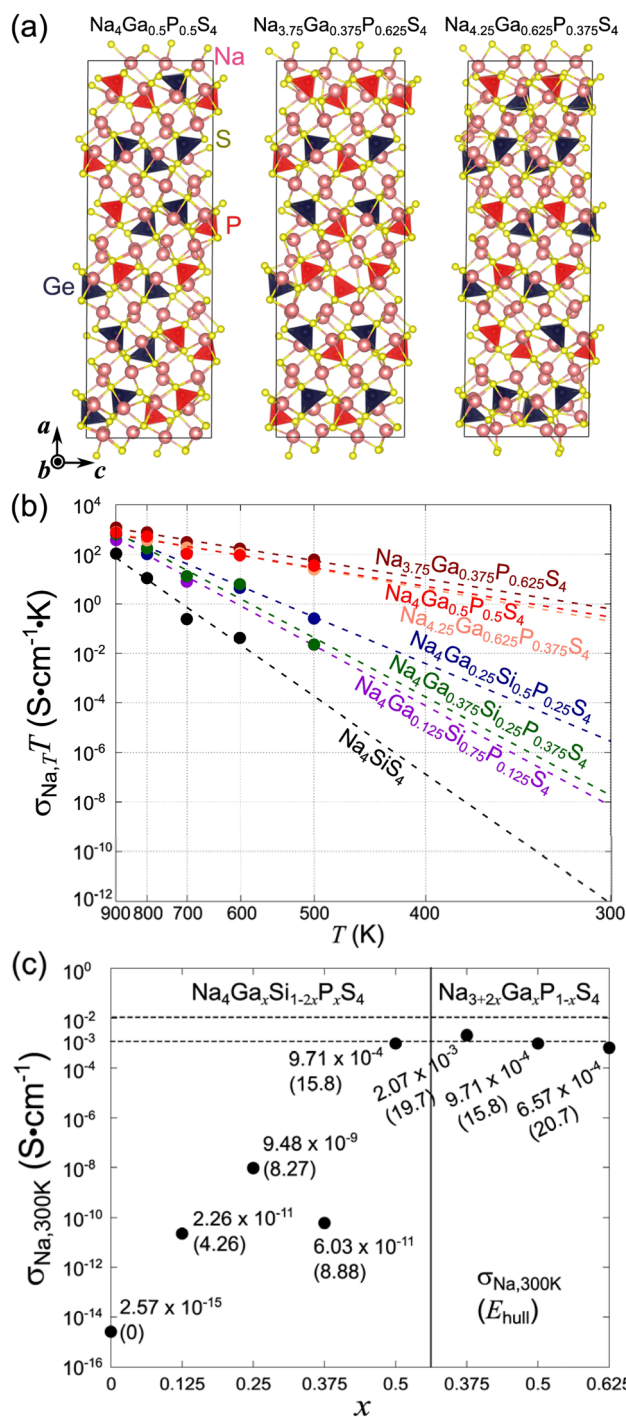 (a)
Na₄Ga₀.₅P₀.₅S₄ Na₃.₇₅Ga₀.₃₇₅P₀.₆₂₅S₄ Na₄.₂₅Ga₀.₆₂₅P₀.₃₇₅S₄
Na
S
P
Ge
a
b c
(b)
σNa,TT (S•cm⁻¹•K)
10⁴
10²
10⁰
10⁻²
10⁻⁴
10⁻⁶
10⁻⁸
10⁻¹⁰
10⁻¹²
Na₃.₇₅Ga₀.₃₇₅P₀.₆₂₅S₄
Na₄Ga₀.₅P₀.₅S₄
Na₄.₂₅Ga₀.₆₂₅P₀.₃₇₅S₄
Na₄Ga₀.₂₅Si₀.₅P₀.₂₅S₄
Na₄Ga₀.₃₇₅Si₀.₂₅P₀.₃₇₅S₄
Na₄Ga₀.₁₂₅Si₀.₇₅P₀.₁₂₅S₄
Na₄SiS₄
900 800 700 600 500 400 300
T (K)
(c)
σNa,300K (S•cm⁻¹)
10⁰
10⁻²
10⁻³
10⁻⁴
10⁻⁶
10⁻⁸
10⁻¹⁰
10⁻¹²
10⁻¹⁴
10⁻¹⁶
Na₄GaₓSi₁₋₂ₓPₓS₄ Na₃₊₂ₓGaₓP₁₋ₓS₄
9.71 x 10⁻⁴
(15.8)
2.07 x 10⁻³
(19.7)
9.71 x 10⁻⁴
(15.8)
6.57 x 10⁻⁴
(20.7)
9.48 x 10⁻⁹
(8.27)
2.26 x 10⁻¹¹
(4.26)
6.03 x 10⁻¹¹
(8.88)
2.57 x 10⁻¹⁵
(0)
σNa,300K
(Ehull)
0 0.125 0.25 0.375 0.5 0.375 0.5 0.625
x